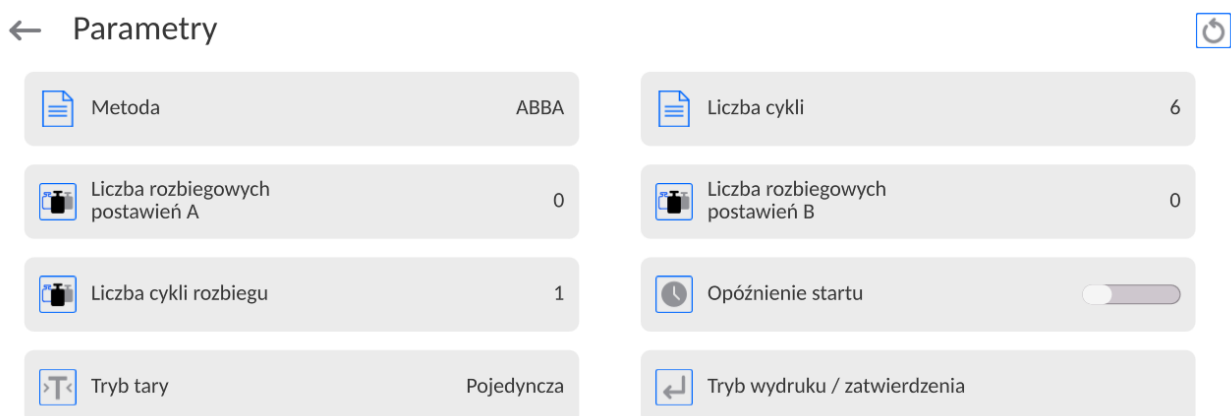 Parametry
Metoda ABBA
Liczba cykli 6
Liczba rozbiegowych
postawień A 0
Liczba rozbiegowych
postawień B 0
Liczba cykli rozbiegu 1
Opóźnienie startu
Tryb tary Pojedyncza
Tryb wydruku / zatwierdzenia